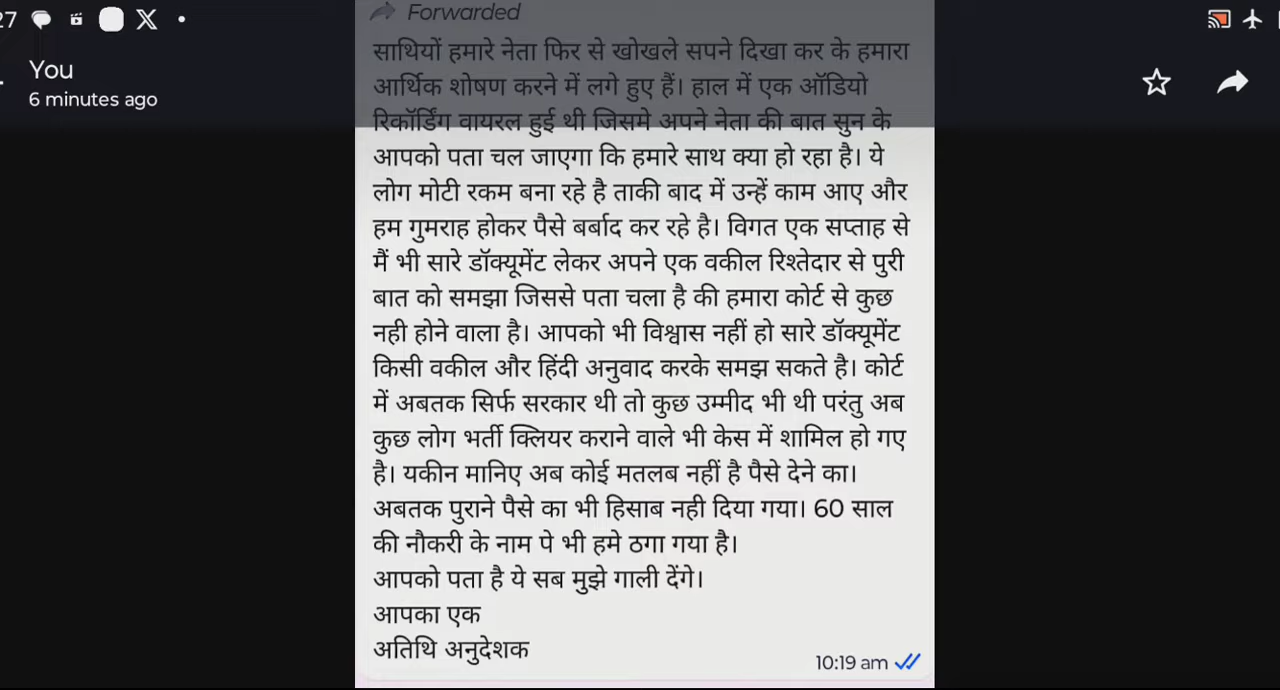 27
Forwarded
You
6 minutes ago
साथियों हमारे नेता फिर से खोखले सपने दिखा कर के हमारा
आर्थिक शोषण करने में लगे हुए हैं। हाल में एक ऑडियो
रिकॉर्डिंग वायरल हुई थी जिसमे अपने नेता की बात सुन के
आपको पता चल जाएगा कि हमारे साथ क्या हो रहा है। ये
लोग मोटी रकम बना रहे है ताकी बाद में उन्हें काम आए और
हम गुमराह होकर पैसे बर्बाद कर रहे है। विगत एक सप्ताह से
मैं भी सारे डॉक्यूमेंट लेकर अपने एक वकील रिश्तेदार से पुरी
बात को समझा जिससे पता चला है की हमारा कोर्ट से कुछ
नही होने वाला है। आपको भी विश्वास नहीं हो सारे डॉक्यूमेंट
किसी वकील और हिंदी अनुवाद करके समझ सकते है। कोर्ट
में अबतक सिर्फ सरकार थी तो कुछ उम्मीद भी थी परंतु अब
कुछ लोग भर्ती क्लियर कराने वाले भी केस में शामिल हो गए
है। यकीन मानिए अब कोई मतलब नहीं है पैसे देने का।
अबतक पुराने पैसे का भी हिसाब नही दिया गया। 60 साल
की नौकरी के नाम पे भी हमे ठगा गया है।
आपको पता है ये सब मुझे गाली देंगे।
आपका एक
अतिथि अनुदेशक
10:19 am